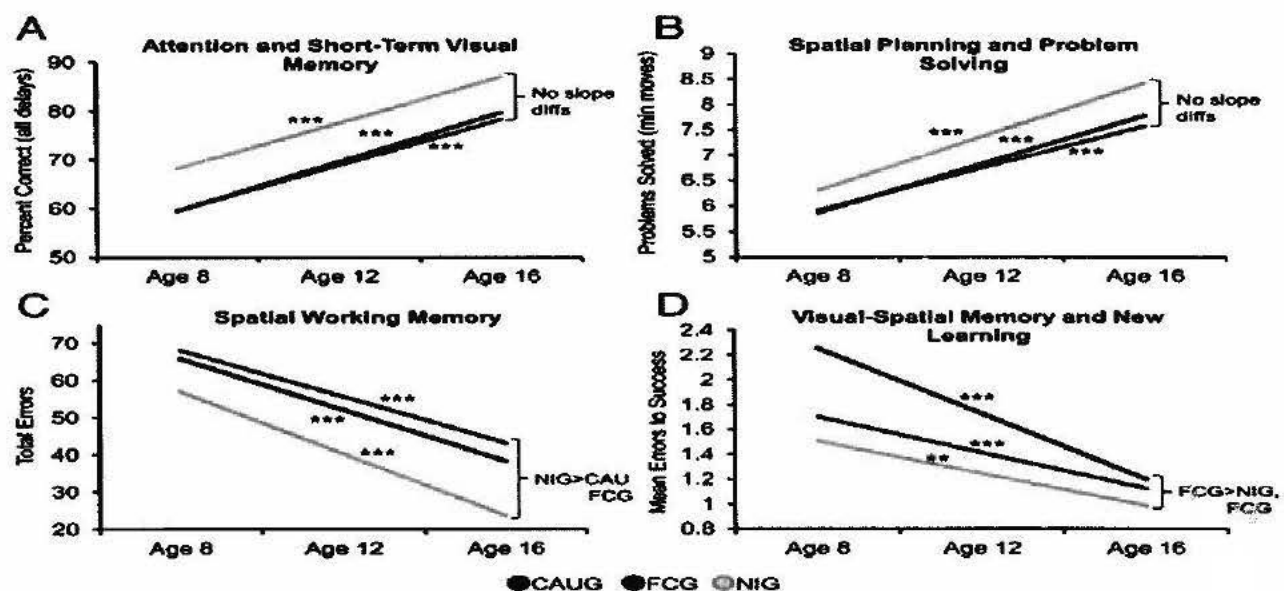 A
Attention and Short-Term Visual
Memory
Percent Correct (all delays)
90
80
70
60
50
***
***
***
No slope
diffs
Age 8
Age 12
Age 16
B
Spatial Planning and Problem
Solving
Problems Solved (min moves)
9
8.5
8
7.5
7
6.5
6
5.5
5
***
***
***
No slope
diffs
Age 8
Age 12
Age 16
C
Spatial Working Memory
Total Errors
70
60
50
40
30
20
***
***
***
NIG>CAU
FCG
Age 8
Age 12
Age 16
D
Visual-Spatial Memory and New
Learning
Mean Errors to Success
2.4
2.2
2
1.8
1.6
1.4
1.2
1
0.8
***
***
**
FCG>NIG,
FCG
Age 8
Age 12
Age 16
CAUG FCG NIG